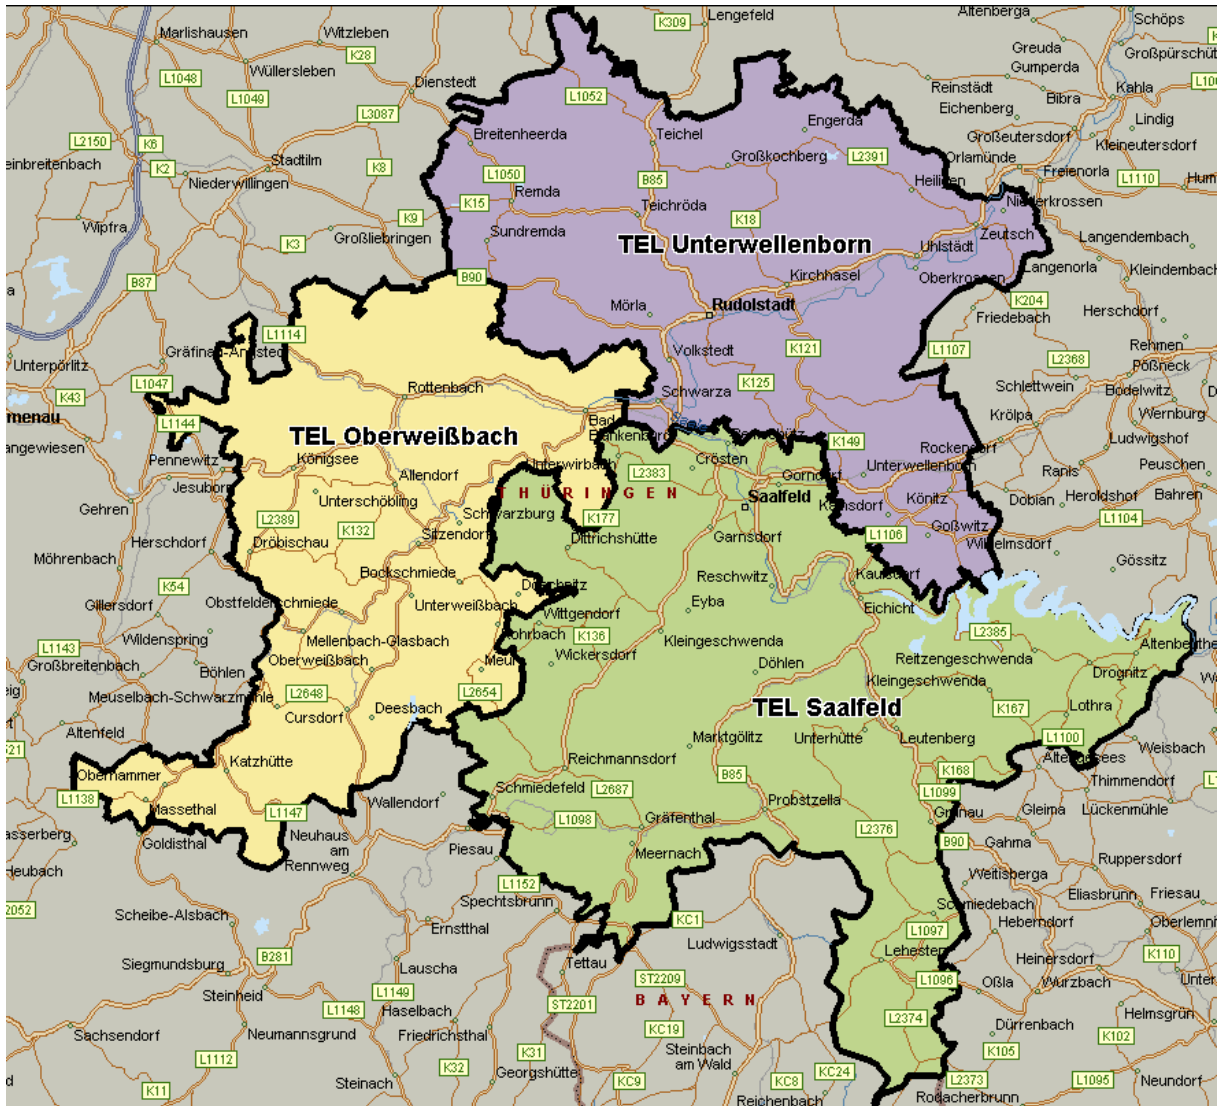 Lengefeld
Altenberga
Schöps
K309
Marlishausen
Witzleben
Greuda
Großpürschüt
K28
Wüllersleben
Gumperda
L1048
Dienstedt
Reinstädt
Kahla
L1049
L1052
Bibra
Eichenberg
L3087
Engerda
Lindig
Breitenheerda
Teichel
Großeutersdorf
L2150
K6
Kleineutersdorf
einbreitenbach
K2
Stadtilm
K8
Großkochberg
L2391
Orlamünde
Freienorla
L1050
B85
L1110
Niederwillingen
Remda
Heilingen
K15
Teichröda
Niederkrossen
K9
K18
Wipfra
Großliebringen
K3
Sundremda
TEL Unterwellenborn
Uhlstädt
Zeutsch
Langendembach
Langenorla
B87
B90
Kirchhasel
Oberkrossen
Kleindembach
K204
Mörla
Rudolstadt
Friedebach
Herschdorf
L1114
Gräfinau-Angsted
K121
L1107
Rehmen
Unterpörlitz
Volkstedt
L2368
Pößneck
L1047
K125
Schlettwein
Bodelwitz
K43
Rottenbach
Schwarza
menau
L1144
Bad
Blankenburg
Krölpa
Wernburg
angewiesen
TEL Oberweißbach
K149
Rockendorf
Ludwigshof
Pennewitz
Königsee
Unterwirbach
L2383
Crösten
Gorndorf
Unterwellenborn
Ranis
Peuschen
Jesuborn
Allendorf
THÜRINGEN
Saalfeld
Könitz
Dobian
Heroldshof
Bahren
Gehren
Unterschöbling
Schwarzburg
Kamsdorf
L2389
K132
K177
Goßwitz
L1104
Sitzendorf
Garnsdorf
L1106
Wilhelmsdorf
Möhrenbach
Herschdorf
Dröbischau
Dittrichshütte
Gössitz
Bockschmiede
Reschwitz
Kaulsdorf
K54
Döschnitz
Gillersdorf
Obstfelderschmiede
Unterweißbach
Wittgendorf
Eyba
Eichicht
L1143
Wildenspring
Mellenbach-Glasbach
Rohrbach
K136
Kleingeschwenda
L2385
Altenbeuthe
Großbreitenbach
Böhlen
Oberweißbach
Meura
Wickersdorf
Döhlen
Reitzengeschwenda
Drognitz
Meuselbach-Schwarzmühle
L2648
L2654
Kleingeschwenda
Cursdorf
Deesbach
TEL Saalfeld
K167
Lothra
Altenfeld
Marktgölitz
Unterhütte
Leutenberg
L1100
Weisbach
Oberhammer
Katzhütte
Reichmannsdorf
B85
K168
Altengesees
Thimmendorf
L1138
Massethal
L1147
Wallendorf
Schmiedefeld
L2687
Probstzella
L1099
Grünau
Gleima
Lückenmühle
Goldisthal
L1098
Gräfenthal
L2376
asserberg
Neuhaus
am
Rennweg
Piesau
Meernach
B90
Gahma
Ruppersdorf
Heubach
L1152
Weitisberga
Eliasbrunn
Friesau
2052
Scheibe-Alsbach
Spechtsbrunn
KC1
Schmiedebach
Heberndorf
Oberlemnit
Ernstthal
Ludwigsstadt
L1097
Siegmundsburg
B281
Lauscha
Tettau
Lehesten
Heinersdorf
K110
Steinheid
L1149
ST2201
ST2209
BAYERN
L1096
Oßla
Wurzbach
Unter
L1148
Haselbach
Sachsendorf
Neumannsgrund
Friedrichsthal
KC19
L2374
Dürrenbach
Helmsgrün
L1112
K31
Steinbach
am Wald
K105
K102
K11
Steinach
K32
Georgshütte
KC9
KC8
KC24
Reichenbach
L2373
Rodacherbrunn
L1095
Neundorf